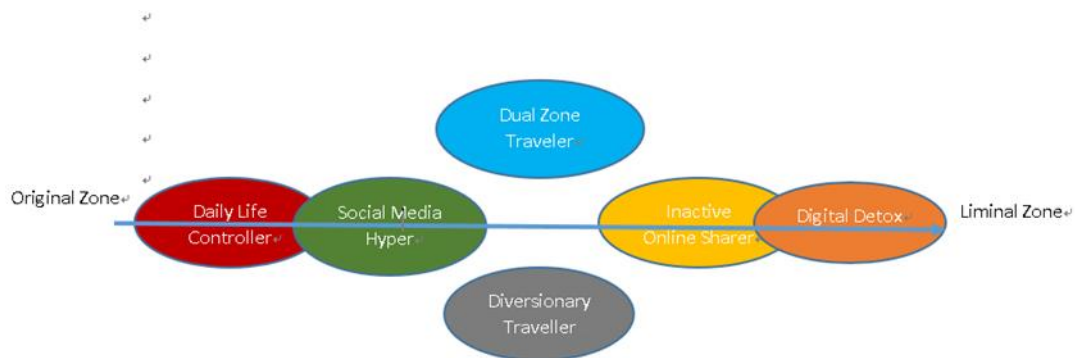 Dual Zone
Traveler
Original Zone
Daily Life
Controller
Social Media
Hyper
Inactive
Online Sharer
Digital Detox
Liminal Zone
Diversionary
Traveller